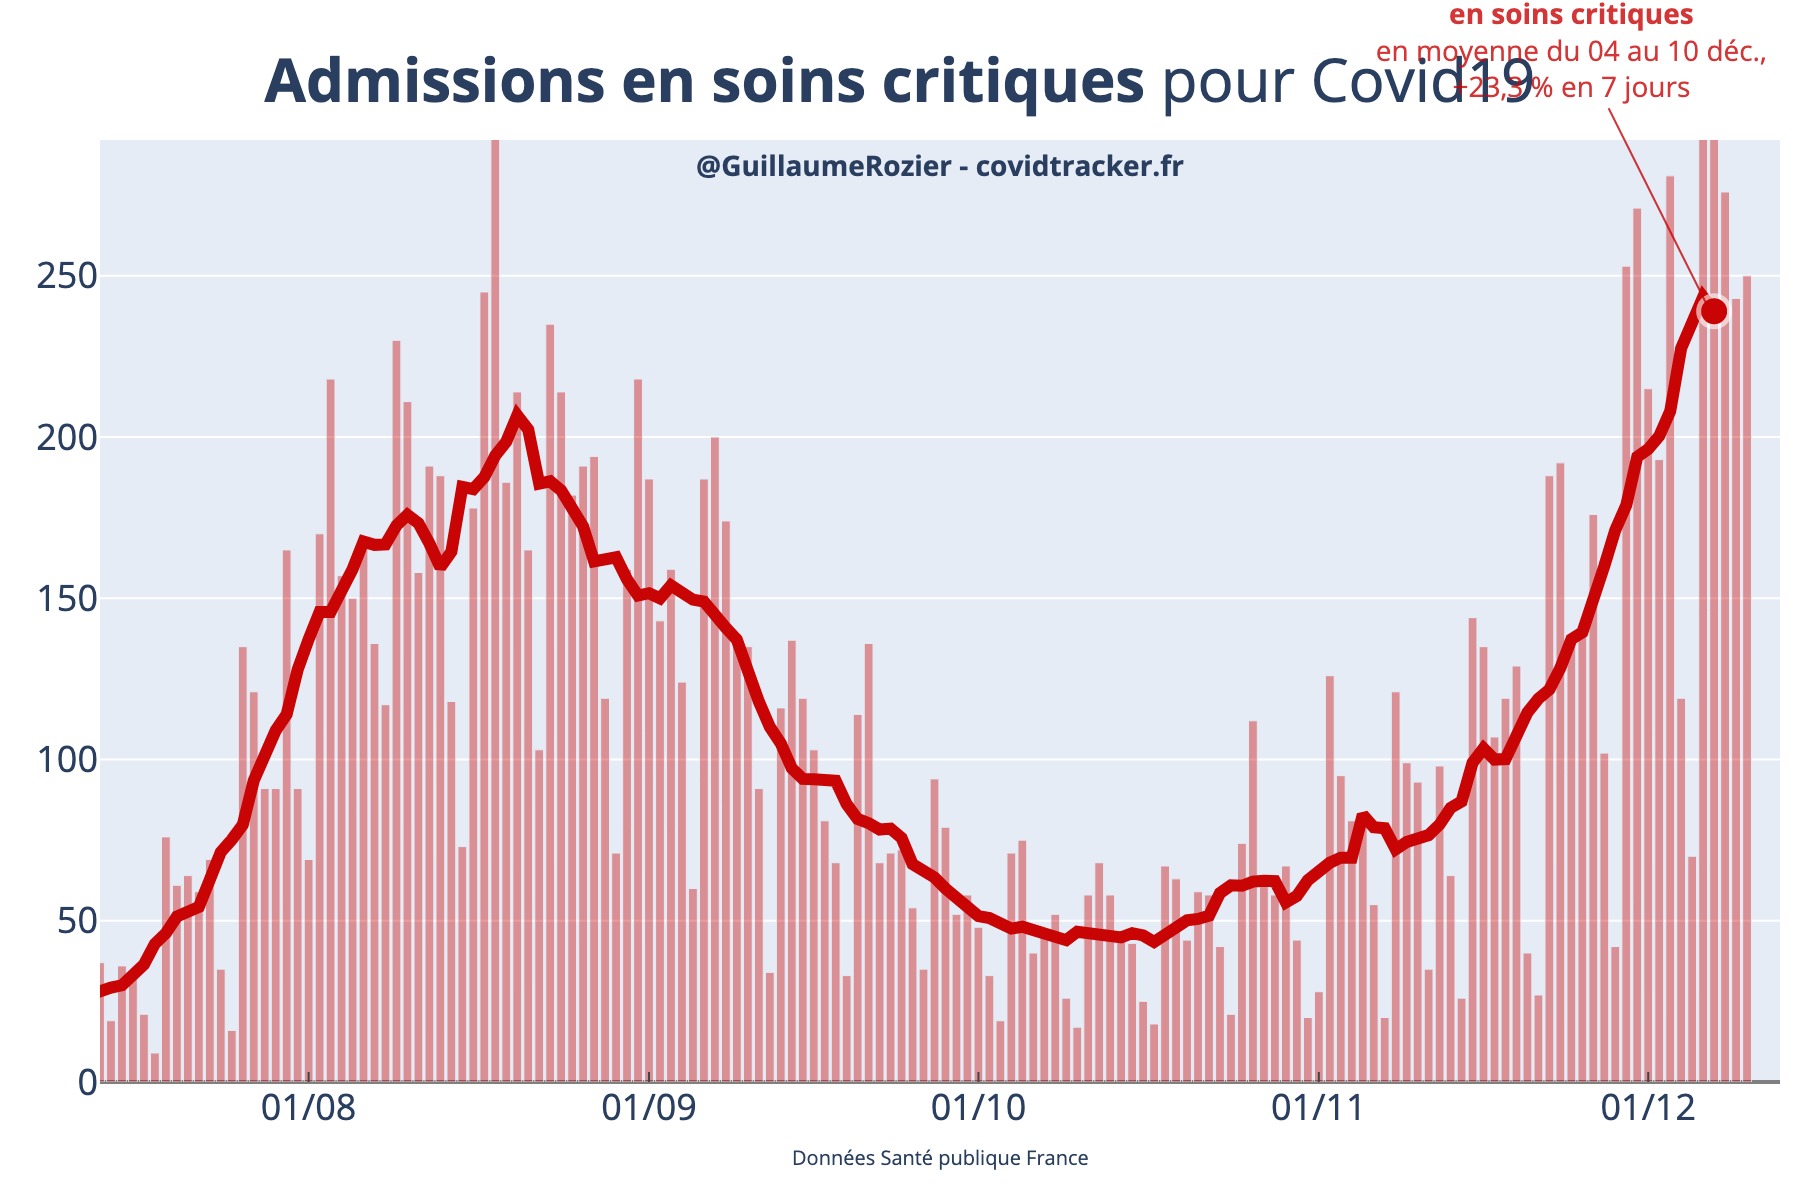 en soins critiques
en moyenne du 04 au 10 déc.,
+23,3 % en 7 jours
Admissions en soins critiques pour Covid19
@GuillaumeRozier - covidtracker.fr
250
200
150
100
50
0
01/08 01/09 01/10 01/11 01/12
Données Santé publique France